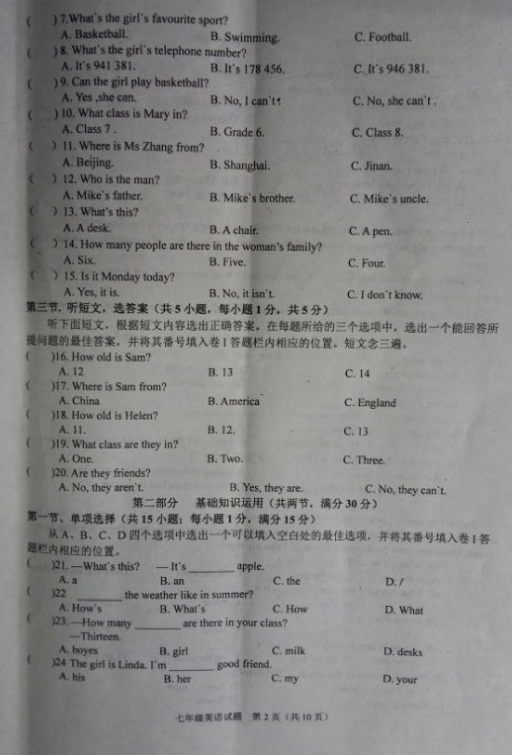 ( )7.What's the girl's favourite sport?
A. Basketball. B. Swimming. C. Football.
( )8. What's the girl's telephone number?
A. It's 941 381. B. It's 178 456. C. It's 946 381.
( )9. Can the girl play basketball?
A. Yes ,she can. B. No, I can't! C. No, she can't .
( )10. What class is Mary in?
A. Class 7 . B. Grade 6. C. Class 8.
( )11. Where is Ms Zhang from?
A. Beijing. B. Shanghai. C. Jinan.
( )12. Who is the man?
A. Mike's father. B. Mike's brother. C. Mike's uncle.
( )13. What's this?
A. A desk. B. A chair. C. A pen.
( )14. How many people are there in the woman's family?
A. Six. B. Five. C. Four.
( )15. Is it Monday today?
A. Yes, it is. B. No, it isn't. C. I don't know.
第三节. 听短文，选答案（共 5 小题，每小题 1 分，共 5 分）
听下面短文，根据短文内容选出正确答案，在每题所给的三个选项中，选出一个能回答所
提问题的最佳答案，并将其番号填入卷 I 答题栏内相应的位置。短文念三遍。
( )16. How old is Sam?
A. 12 B. 13 C. 14
( )17. Where is Sam from?
A. China B. America C. England
( )18. How old is Helen?
A. 11. B. 12. C. 13
( )19. What class are they in?
A. One. B. Two. C. Three.
( )20. Are they friends?
A. No, they aren't. B. Yes, they are. C. No, they can't.
第二部分 基础知识运用（共两节，满分 30 分）
第一节、单项选择（共 15 小题；每小题 1 分，满分 15 分）
从 A、B、C、D 四个选项中选出一个可以填入空白处的最佳选项，并将其番号填入卷 I 答
题栏内相应的位置。
( )21. —What's this? — It's ________ apple.
A. a B. an C. the D. /
( )22 ________ the weather like in summer?
A. How's B. What's C. How D. What
( )23. —How many ________ are there in your class?
—Thirteen.
A. boyes B. girl C. milk D. desks
( )24 The girl is Linda. I'm ________ good friend.
A. his B. her C. my D. your
七年级英语试题 第 2 页（共 10 页）